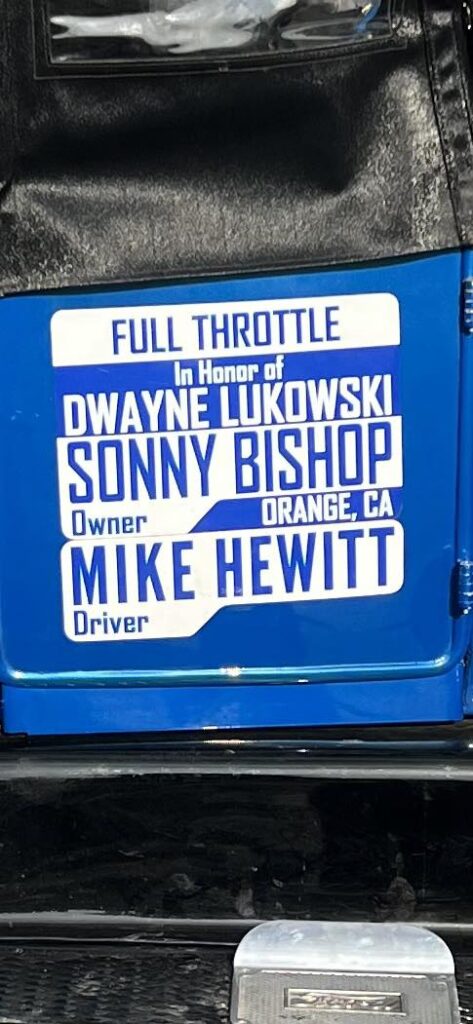 FULL THROTTLE
In Honor of
DWAYNE LUKOWSKI
SONNY BISHOP
Owner
ORANGE, CA
MIKE HEWITT
Driver